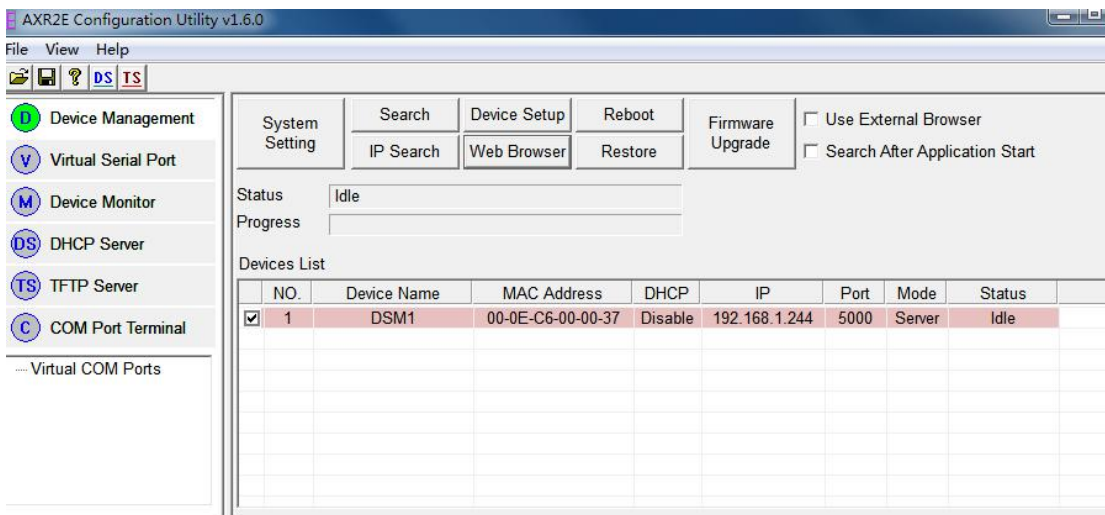 AXR2E Configuration Utility v1.6.0
File View Help
DS TS
D Device Management
V Virtual Serial Port
M Device Monitor
DS DHCP Server
TS TFTP Server
C COM Port Terminal
Virtual COM Ports
System Setting
Search Device Setup Reboot
IP Search Web Browser Restore
Firmware Upgrade
Use External Browser
Search After Application Start
Status Idle
Progress
Devices List
NO. Device Name MAC Address DHCP IP Port Mode Status
1 DSM1 00-0E-C6-00-00-37 Disable 192.168.1.244 5000 Server Idle